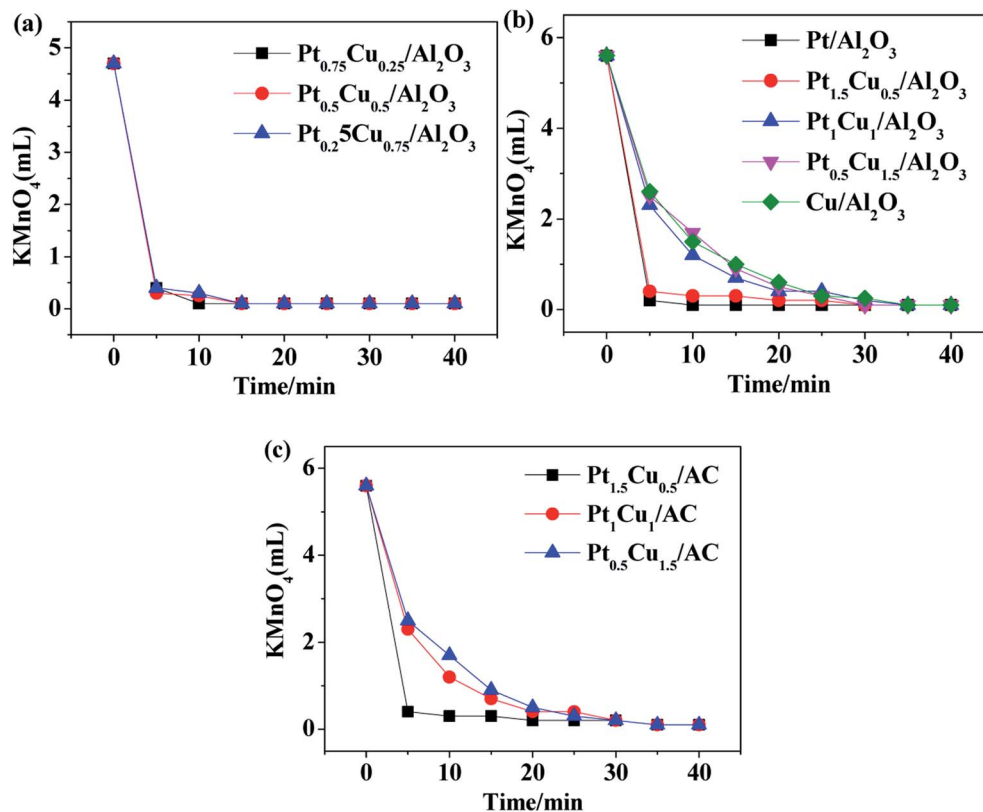 (a)
Pt0.75Cu0.25/Al2O3
Pt0.5Cu0.5/Al2O3
Pt0.25Cu0.75/Al2O3
KMnO4(mL)
5
4
3
2
1
0
0 10 20 30 40
Time/min
(b)
Pt/Al2O3
Pt1.5Cu0.5/Al2O3
Pt1Cu1/Al2O3
Pt0.5Cu1.5/Al2O3
Cu/Al2O3
KMnO4(mL)
6
4
2
0
0 10 20 30 40
Time/min
(c)
Pt1.5Cu0.5/AC
Pt1Cu1/AC
Pt0.5Cu1.5/AC
KMnO4(mL)
6
4
2
0
0 10 20 30 40
Time/min